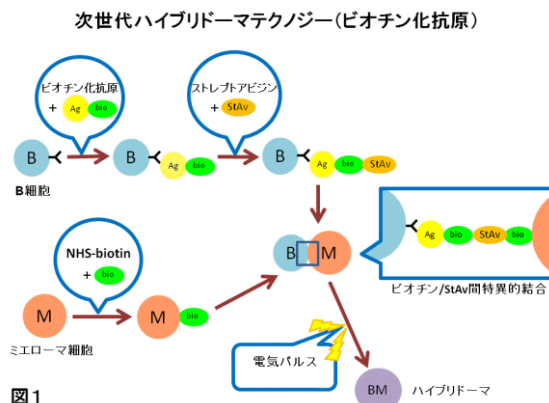 次世代ハイブリドーマテクノジー(ビオチン化抗原)
ビオチン化抗原
+ Ag bio
ストレプトアビジン
+ StAv
B
B Ag bio
B Ag bio StAv
B細胞
NHS-biotin
+ bio
M
M bio
B M
Ag bio StAv bio
ビオチン/StAv間特異的結合
ミエローマ細胞
電気パルス
BM
ハイブリドーマ
図1